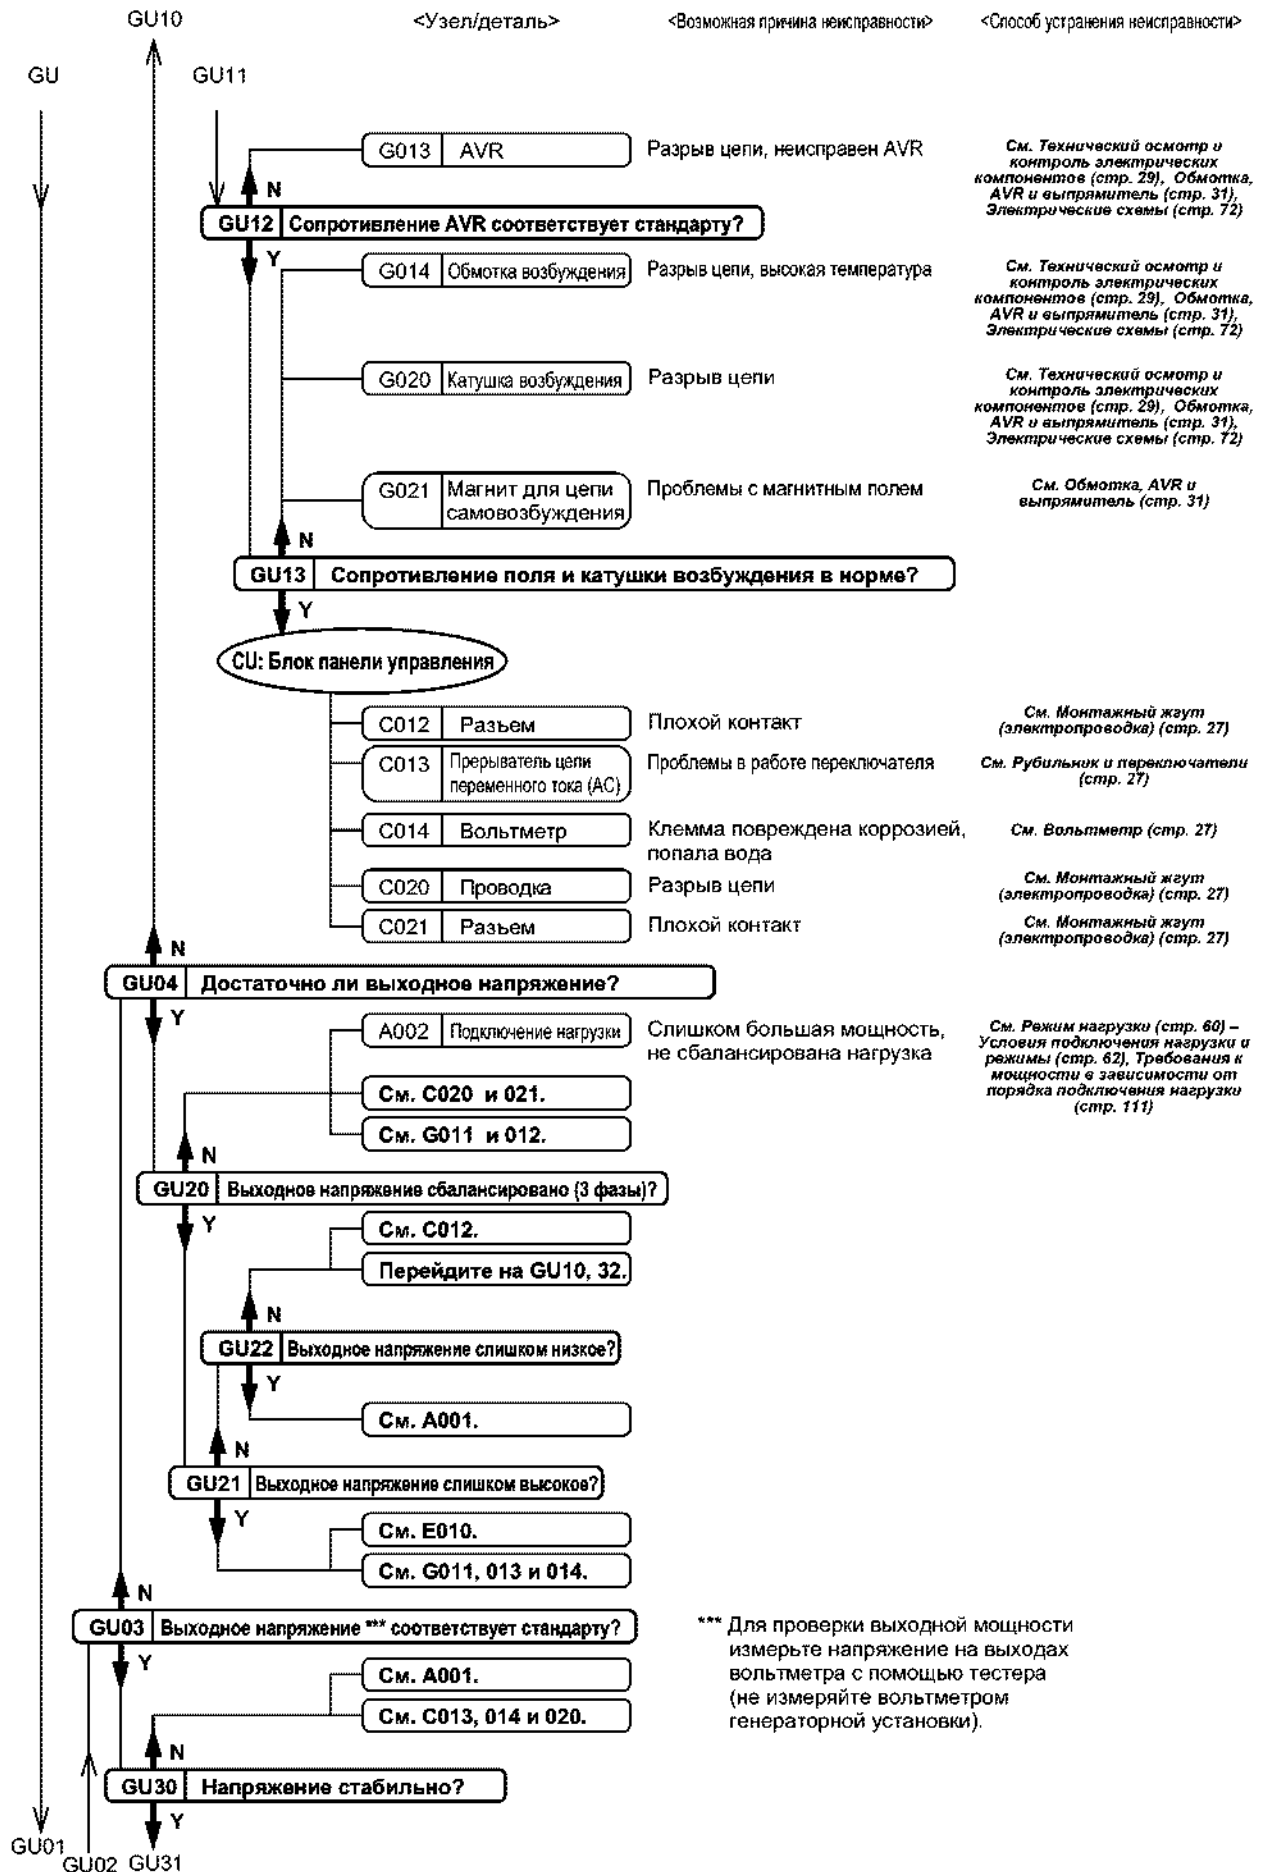 GU10 <Узел/деталь> <Возможная причина неисправности> <Способ устранения неисправности>
GU GU11
G013 AVR Разрыв цепи, неисправен AVR
См. Технический осмотр и
контроль электрических
компонентов (стр. 29), Обмотка,
AVR и выпрямитель (стр. 31),
Электрические схемы (стр. 72)
N
GU12 Сопротивление AVR соответствует стандарту?
Y
G014 Обмотка возбуждения Разрыв цепи, высокая температура
См. Технический осмотр и
контроль электрических
компонентов (стр. 29), Обмотка,
AVR и выпрямитель (стр. 31),
Электрические схемы (стр. 72)
G020 Катушка возбуждения Разрыв цепи
См. Технический осмотр и
контроль электрических
компонентов (стр. 29), Обмотка,
AVR и выпрямитель (стр. 31),
Электрические схемы (стр. 72)
G021 Магнит для цепи
самовозбуждения
Проблемы с магнитным полем
См. Обмотка, AVR и
выпрямитель (стр. 31)
N
GU13 Сопротивление поля и катушки возбуждения в норме?
Y
CU: Блок панели управления
C012 Разъем Плохой контакт
См. Монтажный жгут
(электропроводка) (стр. 27)
C013 Прерыватель цепи
переменного тока (AC)
Проблемы в работе переключателя
См. Рубильник и переключатели
(стр. 27)
C014 Вольтметр
Клемма повреждена коррозией,
попала вода
См. Вольтметр (стр. 27)
C020 Проводка Разрыв цепи
См. Монтажный жгут
(электропроводка) (стр. 27)
C021 Разъем Плохой контакт
См. Монтажный жгут
(электропроводка) (стр. 27)
N
GU04 Достаточно ли выходное напряжение?
Y
A002 Подключение нагрузки
Слишком большая мощность,
не сбалансирована нагрузка
См. Режим нагрузки (стр. 60) –
Условия подключения нагрузки и
режимы (стр. 62), Требования к
мощности в зависимости от
порядка подключения нагрузки
(стр. 111)
См. C020 и 021.
См. G011 и 012.
N
GU20 Выходное напряжение сбалансировано (3 фазы)?
Y
См. C012.
Перейдите на GU10, 32.
N
GU22 Выходное напряжение слишком низкое?
Y
См. A001.
N
GU21 Выходное напряжение слишком высокое?
Y
См. E010.
См. G011, 013 и 014.
N
GU03 Выходное напряжение *** соответствует стандарту?
Y
*** Для проверки выходной мощности
измерьте напряжение на выходах
вольтметра с помощью тестера
(не измеряйте вольтметром
генераторной установки).
См. A001.
См. C013, 014 и 020.
N
GU30 Напряжение стабильно?
Y
GU01
GU02 GU31